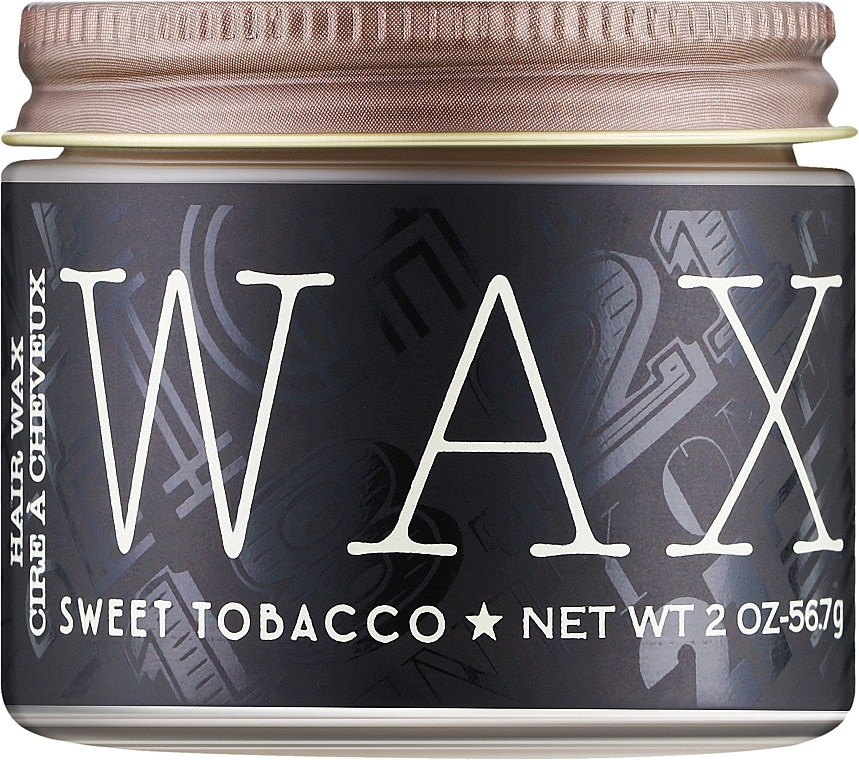 WAX
HAIR WAX
CIRE À CHEVEUX
SWEET TOBACCO ★ NET WT 2 OZ-56.7g